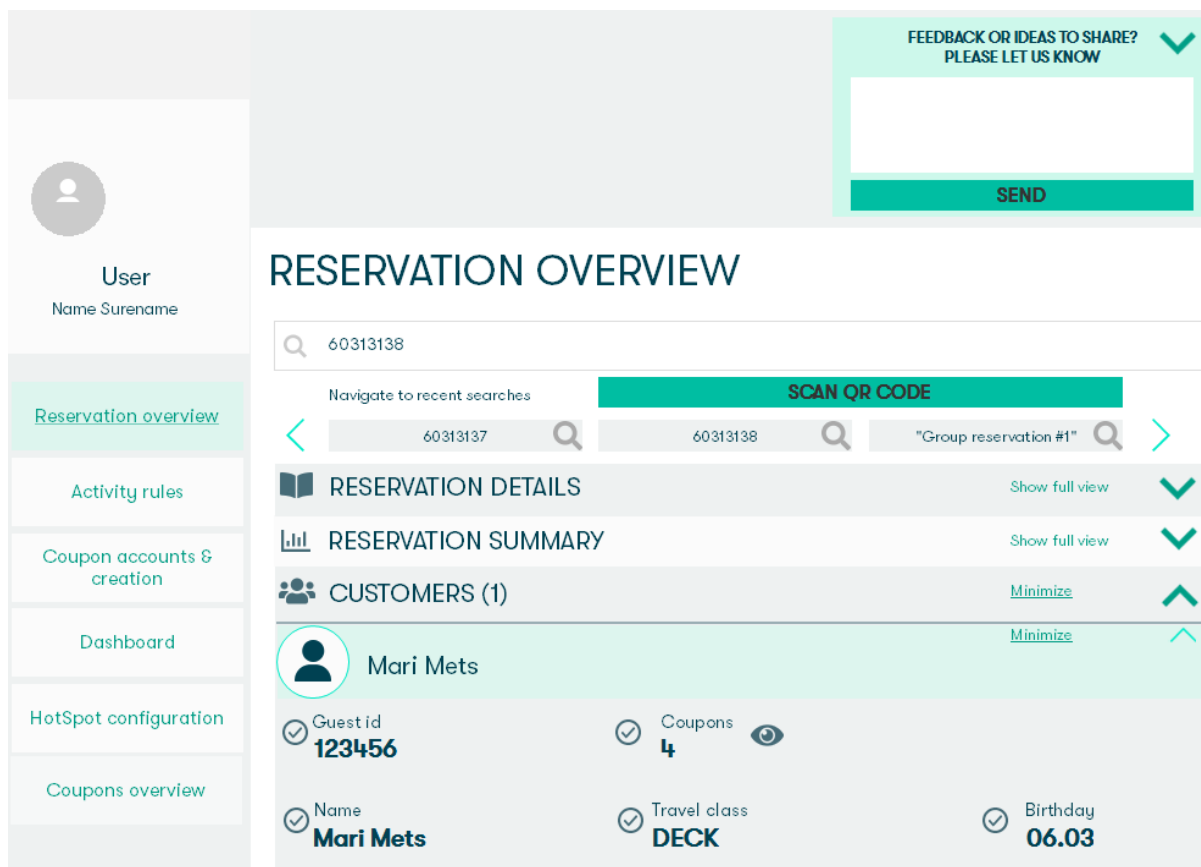 FEEDBACK OR IDEAS TO SHARE?
PLEASE LET US KNOW
SEND
User
Name Surename
Reservation overview
Activity rules
Coupon accounts &
creation
Dashboard
HotSpot configuration
Coupons overview
RESERVATION OVERVIEW
60313138
Navigate to recent searches
SCAN QR CODE
60313137
60313138
"Group reservation #1"
RESERVATION DETAILS
Show full view
RESERVATION SUMMARY
Show full view
CUSTOMERS (1)
Minimize
Minimize
Mari Mets
Guest id
123456
Coupons
4
Name
Mari Mets
Travel class
DECK
Birthday
06.03